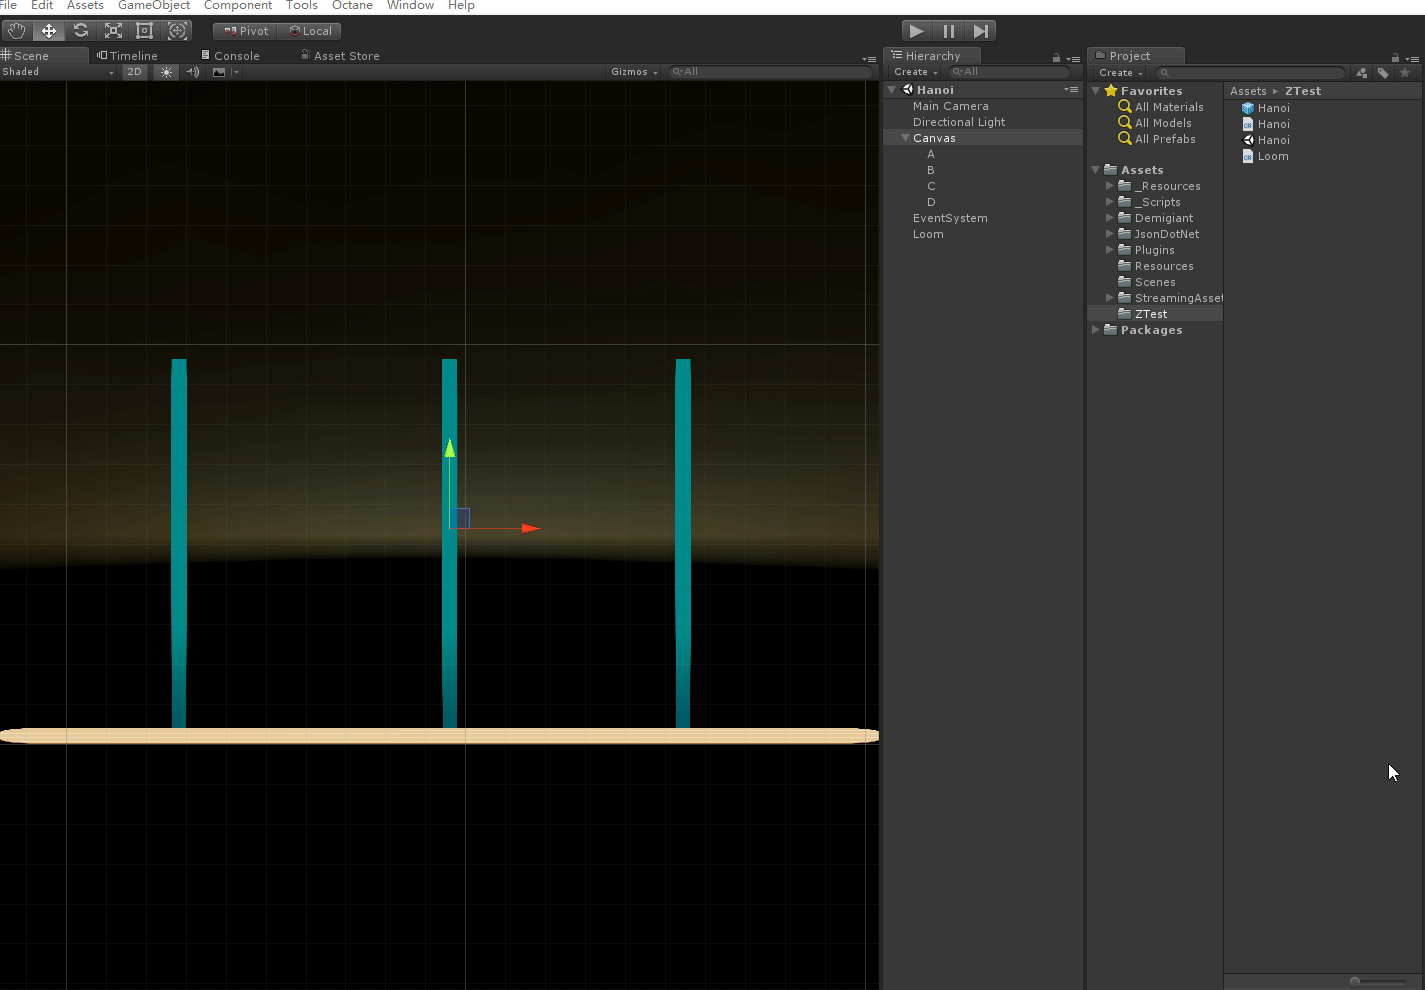 File Edit Assets GameObject Component Tools Octane Window Help
Pivot Local
Scene Timeline Console Asset Store
Shaded 2D Gizmos All
Hierarchy
Create All
Hanoi
Main Camera
Directional Light
Canvas
A
B
C
D
EventSystem
Loom
Project
Create
Favorites
All Materials
All Models
All Prefabs
Assets
_Resources
_Scripts
Demigiant
JsonDotNet
Plugins
Resources
Scenes
StreamingAsset
ZTest
Packages
Assets ▸ ZTest
Hanoi
Hanoi
Hanoi
Loom